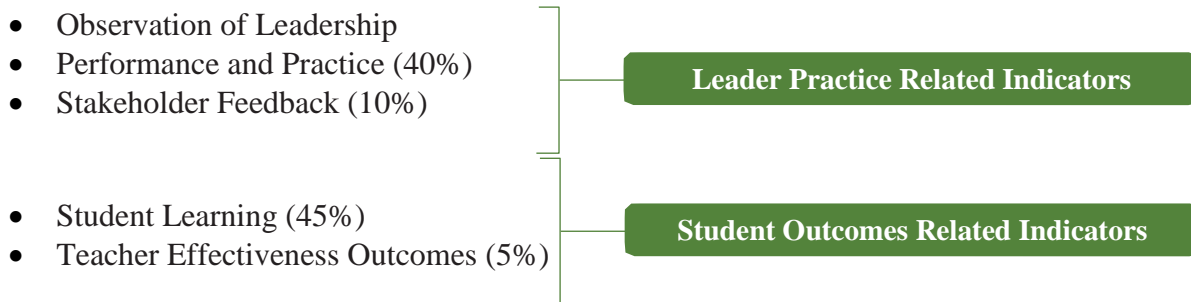 • Observation of Leadership
• Performance and Practice (40%)
• Stakeholder Feedback (10%)
Leader Practice Related Indicators
• Student Learning (45%)
• Teacher Effectiveness Outcomes (5%)
Student Outcomes Related Indicators